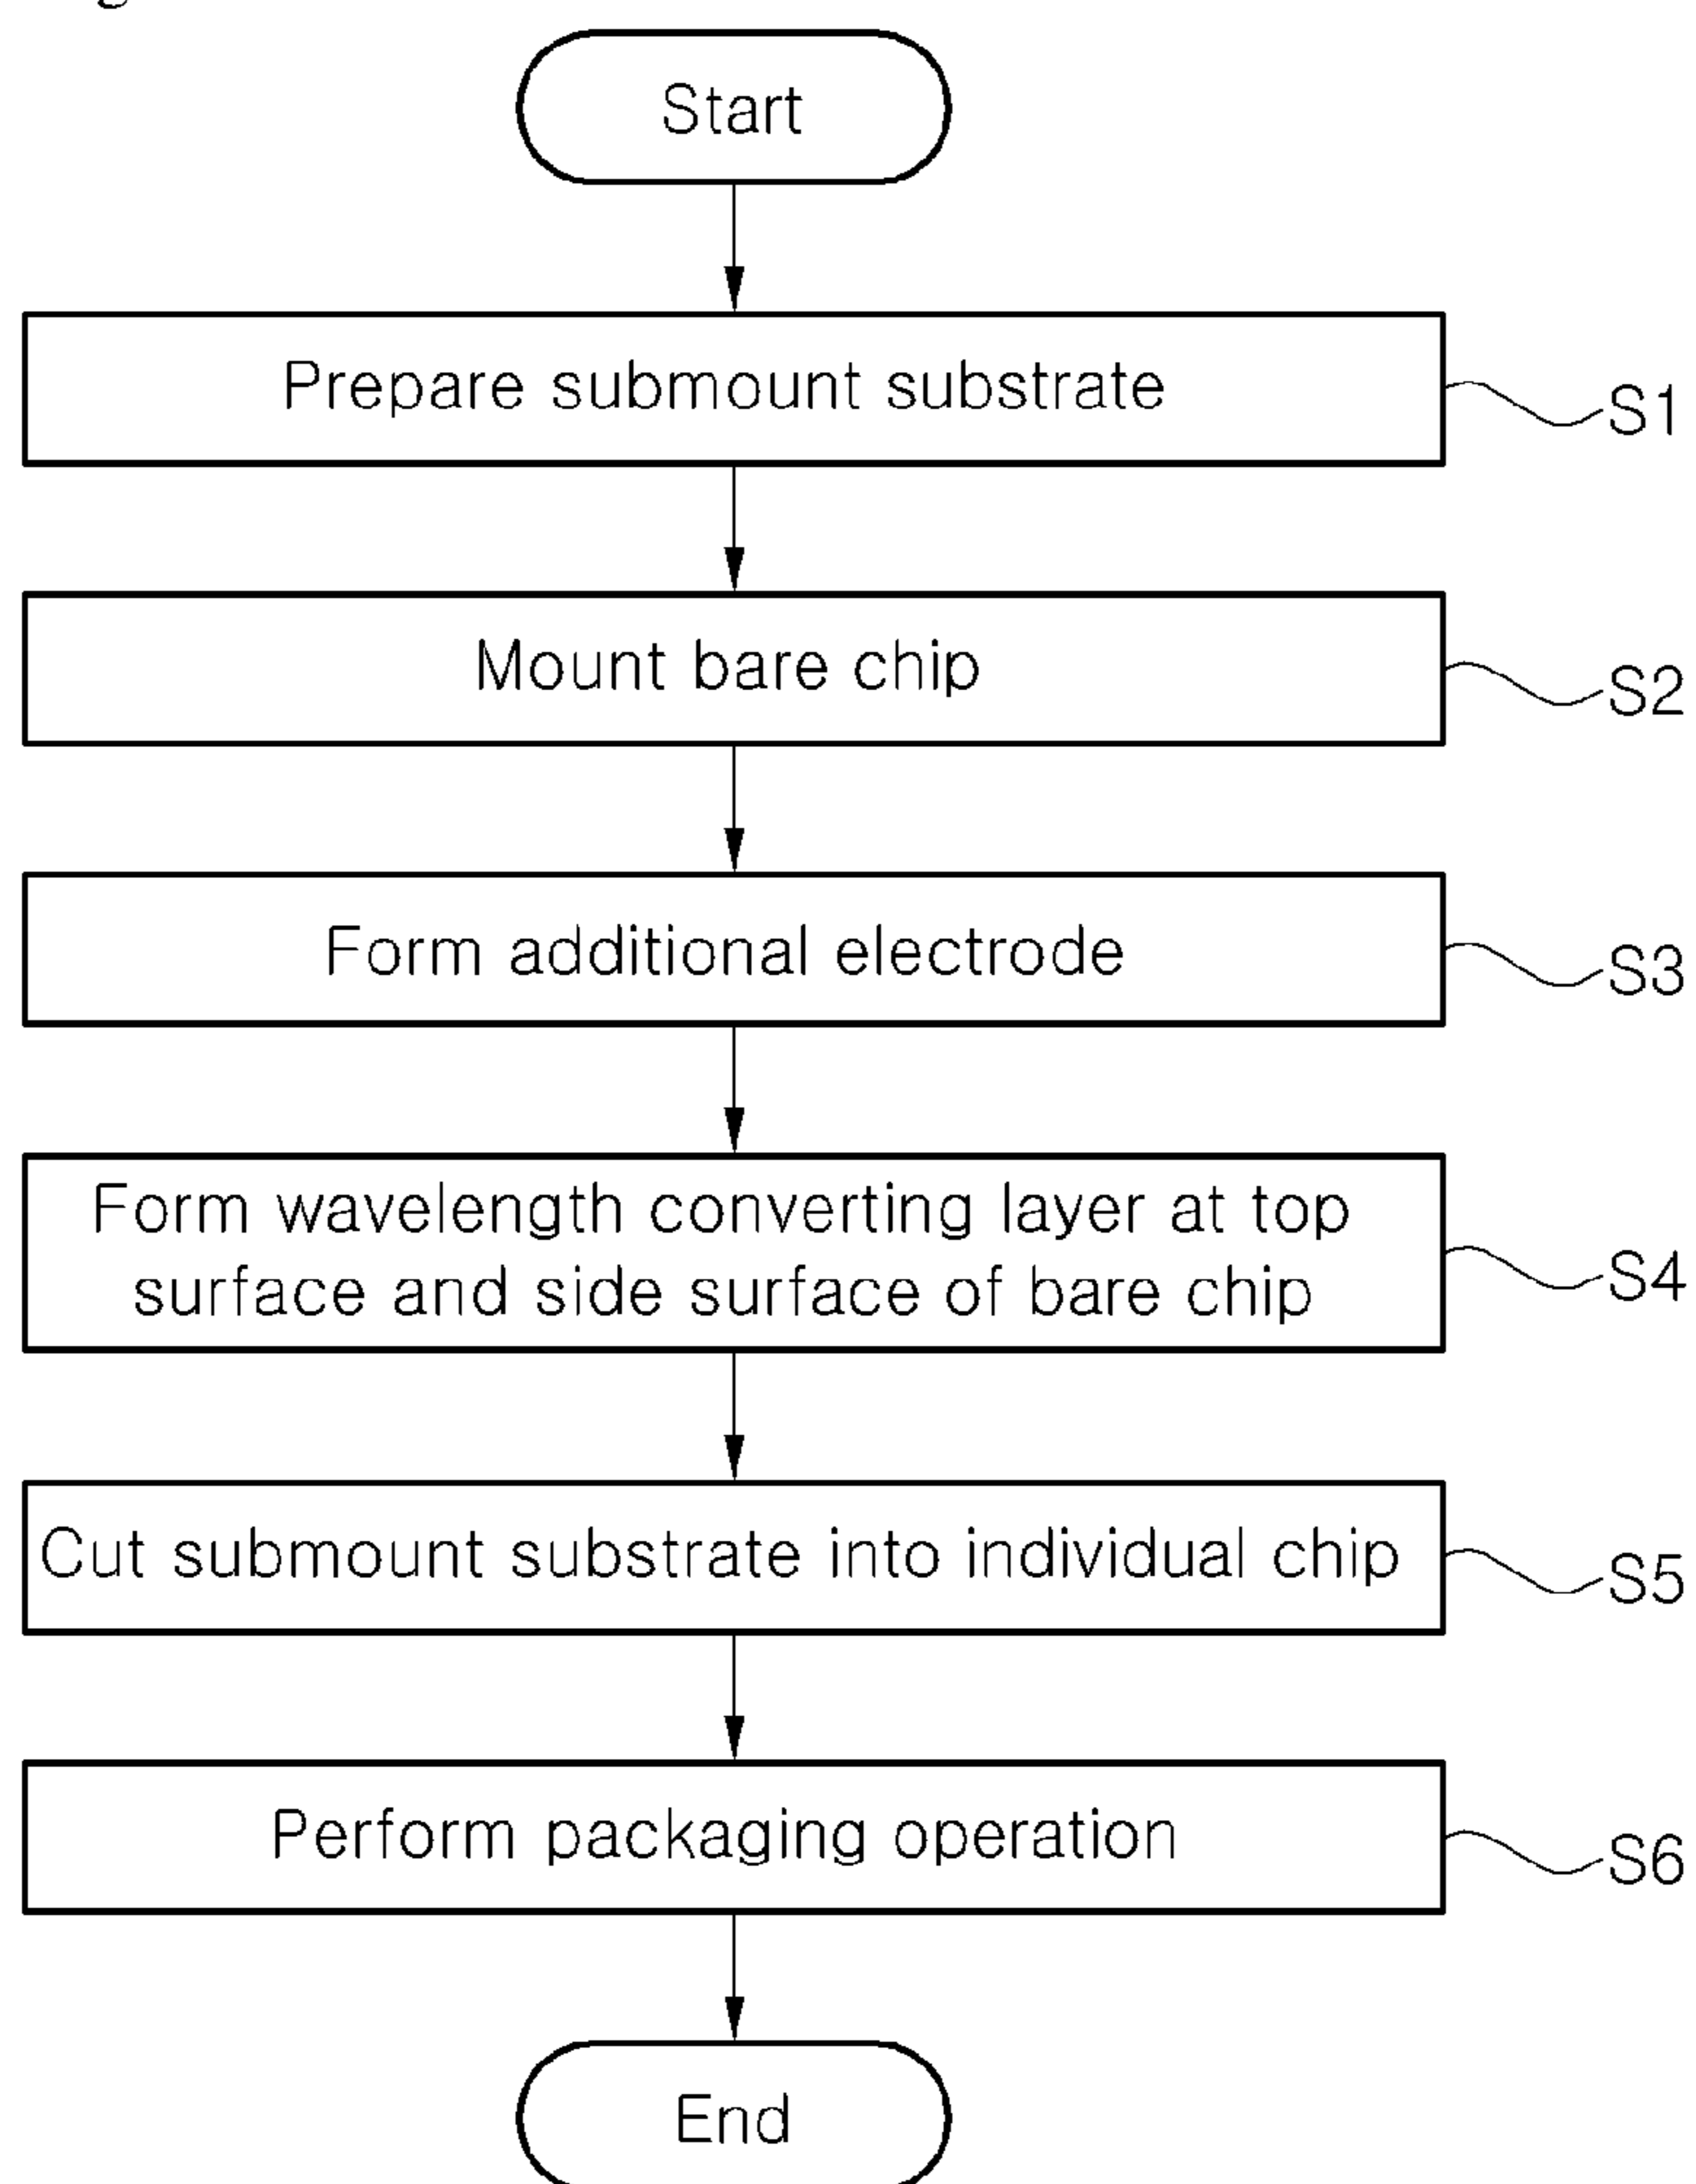 Start
Prepare submount substrate
S1
Mount bare chip
S2
Form additional electrode
S3
Form wavelength converting layer at top
surface and side surface of bare chip
S4
Cut submount substrate into individual chip
S5
Perform packaging operation
S6
End